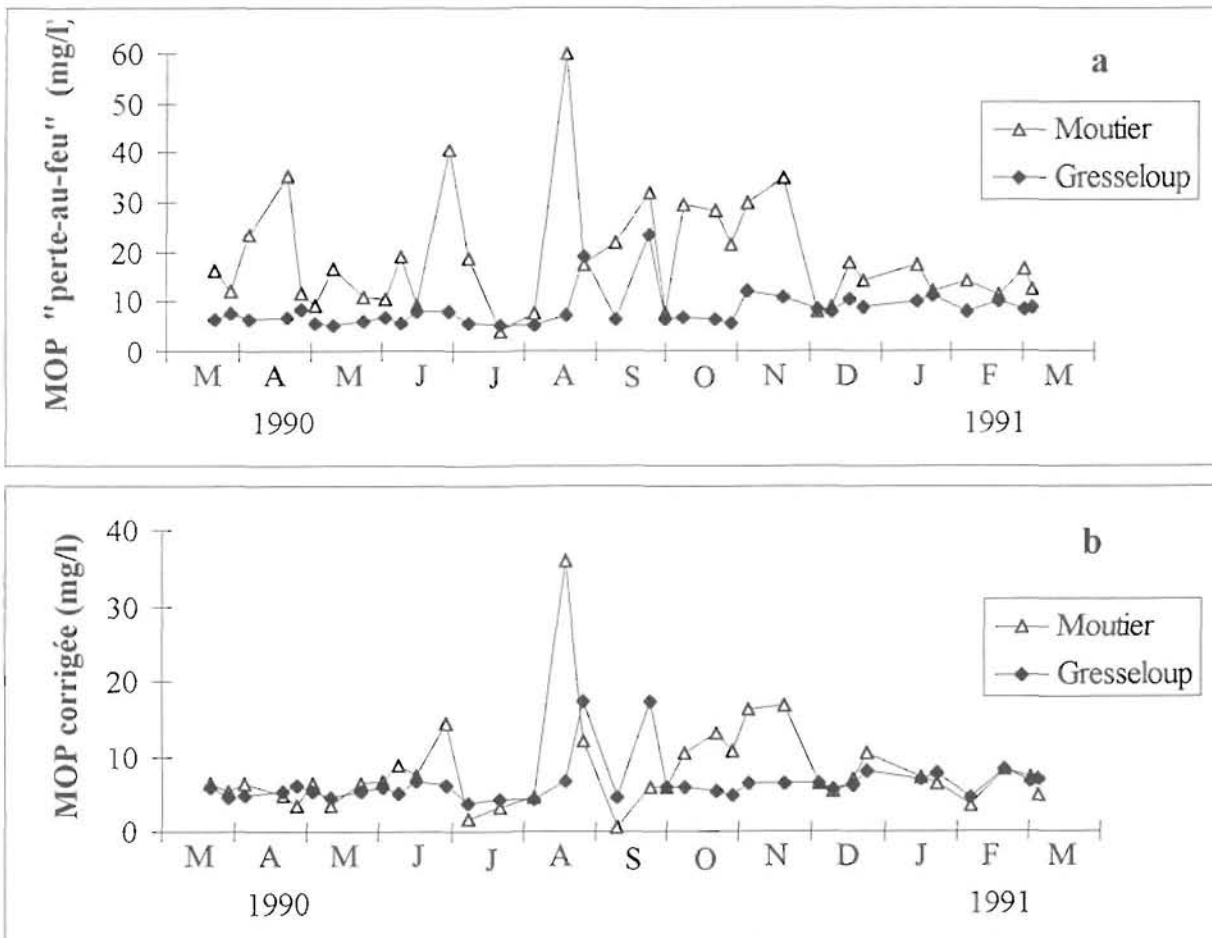 MOP "perte-au-feu" (mg/l)
60
50
40
30
20
10
0
a
Moutier
Gresseloup
M A M J J A S O N D J F M
1990 1991
MOP corrigée (mg/l)
40
30
20
10
0
b
Moutier
Gresseloup
M A M J J A S O N D J F M
1990 1991